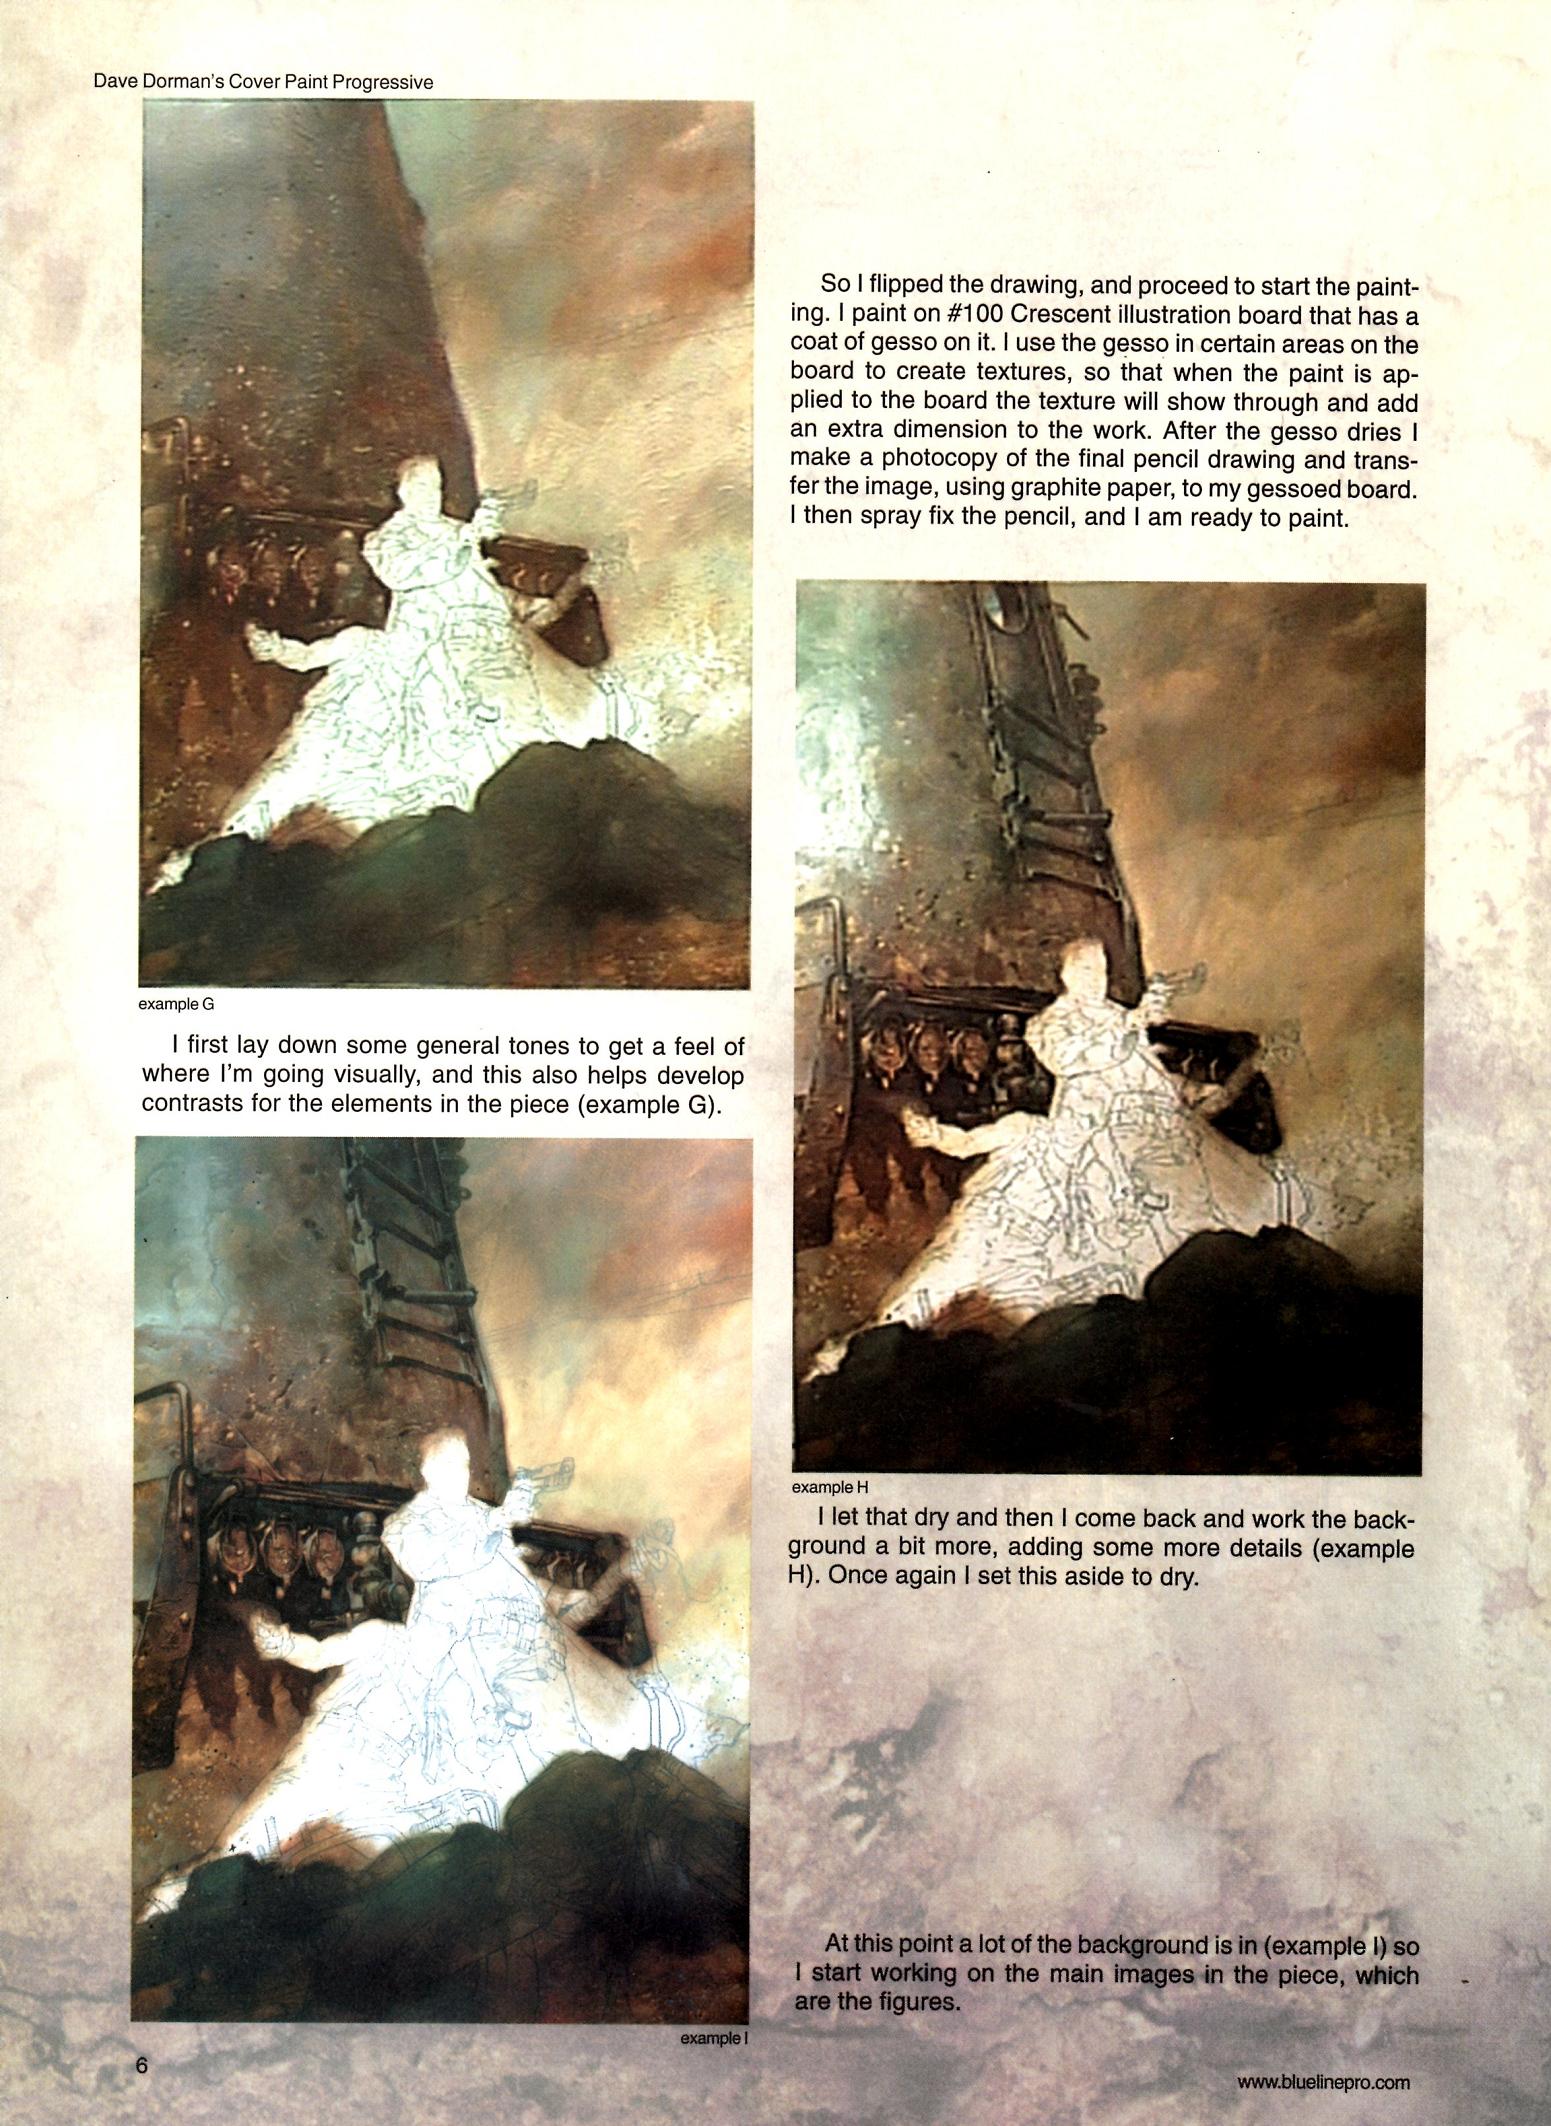 Dave Dorman's Cover Paint Progressive
So I flipped the drawing, and proceed to start the paint-
ing. I paint on #100 Crescent illustration board that has a
coat of gesso on it. I use the gesso in certain areas on the
board to create textures, so that when the paint is ap-
plied to the board the texture will show through and add
an extra dimension to the work. After the gesso dries I
make a photocopy of the final pencil drawing and trans-
fer the image, using graphite paper, to my gessoed board.
I then spray fix the pencil, and I am ready to paint.
example G
I first lay down some general tones to get a feel of
where I'm going visually, and this also helps develop
contrasts for the elements in the piece (example G).
example H
I let that dry and then I come back and work the back-
ground a bit more, adding some more details (example
H). Once again I set this aside to dry.
At this point a lot of the background is in (example I) so
I start working on the main images in the piece, which
are the figures.
example I
6
www.bluelinepro.com